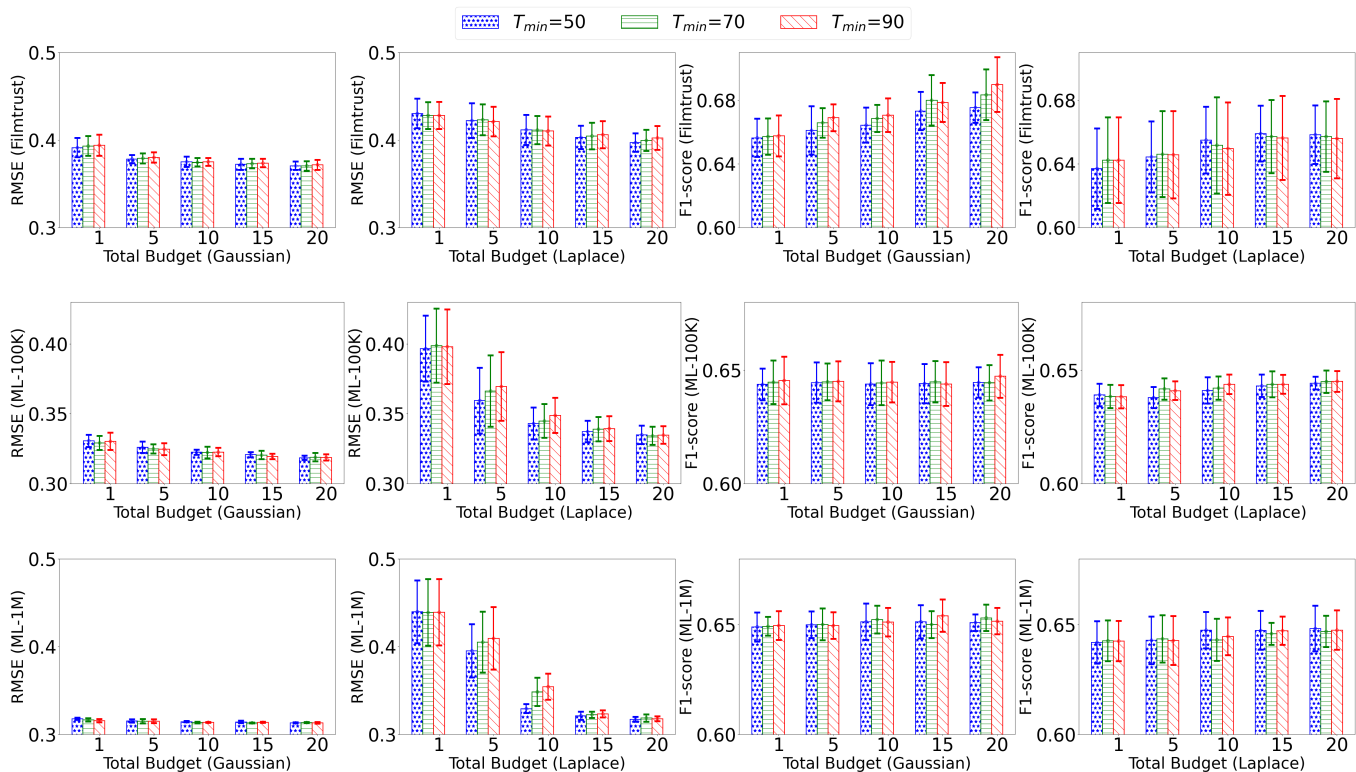 T_min=50 T_min=70 T_min=90
RMSE (Filmtrust)
0.5
0.4
0.3
1 5 10 15 20
Total Budget (Gaussian)
RMSE (Filmtrust)
0.5
0.4
0.3
1 5 10 15 20
Total Budget (Laplace)
F1-score (Filmtrust)
0.68
0.64
0.60
1 5 10 15 20
Total Budget (Gaussian)
F1-score (Filmtrust)
0.68
0.64
0.60
1 5 10 15 20
Total Budget (Laplace)
RMSE (ML-100K)
0.40
0.35
0.30
1 5 10 15 20
Total Budget (Gaussian)
RMSE (ML-100K)
0.40
0.35
0.30
1 5 10 15 20
Total Budget (Laplace)
F1-score (ML-100K)
0.65
0.60
1 5 10 15 20
Total Budget (Gaussian)
F1-score (ML-100K)
0.65
0.60
1 5 10 15 20
Total Budget (Laplace)
RMSE (ML-1M)
0.5
0.4
0.3
1 5 10 15 20
Total Budget (Gaussian)
RMSE (ML-1M)
0.5
0.4
0.3
1 5 10 15 20
Total Budget (Laplace)
F1-score (ML-1M)
0.65
0.60
1 5 10 15 20
Total Budget (Gaussian)
F1-score (ML-1M)
0.65
0.60
1 5 10 15 20
Total Budget (Laplace)